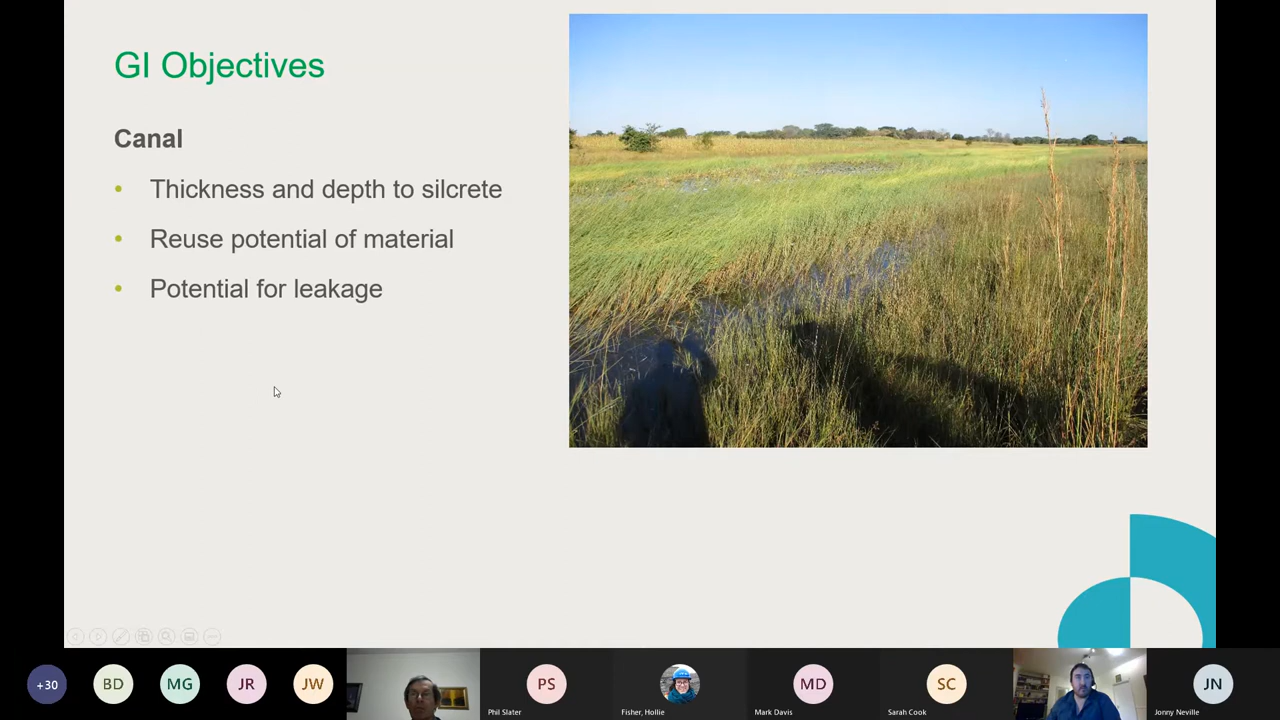 GI Objectives
Canal
• Thickness and depth to silcrete
• Reuse potential of material
• Potential for leakage
+30
BD
MG
JR
JW
PS
Phil Slater
Fisher, Hollie
MD
Mark Davis
SC
Sarah Cook
JN
Jonny Neville